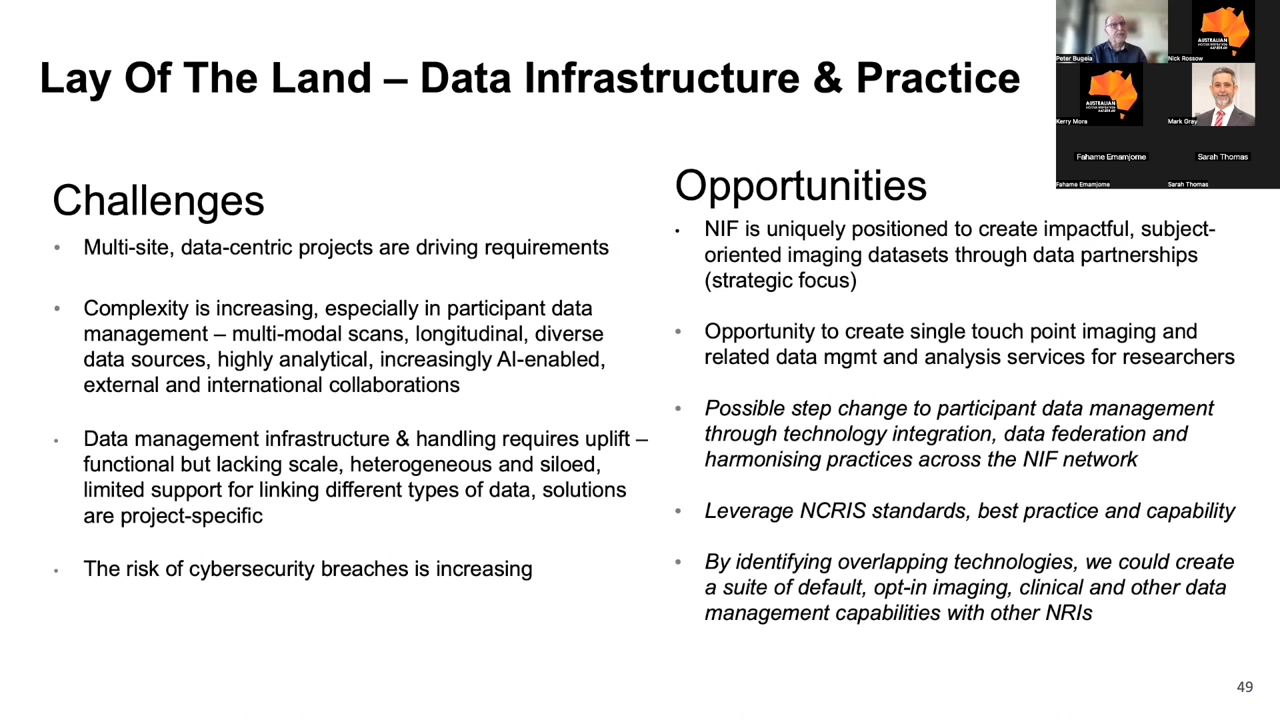 Lay Of The Land – Data Infrastructure & Practice
Challenges
• Multi-site, data-centric projects are driving requirements
• Complexity is increasing, especially in participant data
management – multi-modal scans, longitudinal, diverse
data sources, highly analytical, increasingly AI-enabled,
external and international collaborations
• Data management infrastructure & handling requires uplift –
functional but lacking scale, heterogeneous and siloed,
limited support for linking different types of data, solutions
are project-specific
• The risk of cybersecurity breaches is increasing
Opportunities
• NIF is uniquely positioned to create impactful, subject-
oriented imaging datasets through data partnerships
(strategic focus)
• Opportunity to create single touch point imaging and
related data mgmt and analysis services for researchers
• Possible step change to participant data management
through technology integration, data federation and
harmonising practices across the NIF network
• Leverage NCRIS standards, best practice and capability
• By identifying overlapping technologies, we could create
a suite of default, opt-in imaging, clinical and other data
management capabilities with other NRIs
49
Peter Bugeia
AUSTRALIAN
Nick Rossow
AUSTRALIAN
Kerry Mora
Mark Gray
Fahame Emamjome
Fahame Emamjome
Sarah Thomas
Sarah Thomas